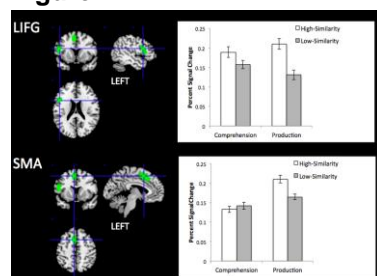 LIFG
LEFT
Percent Signal Change
0.25
0.2
0.15
0.1
0.05
0
High-Similarity
Low-Similarity
Comprehension
Production
SMA
LEFT
Percent Signal Change
0.25
0.2
0.15
0.1
0.05
0
High-Similarity
Low-Similarity
Comprehension
Production